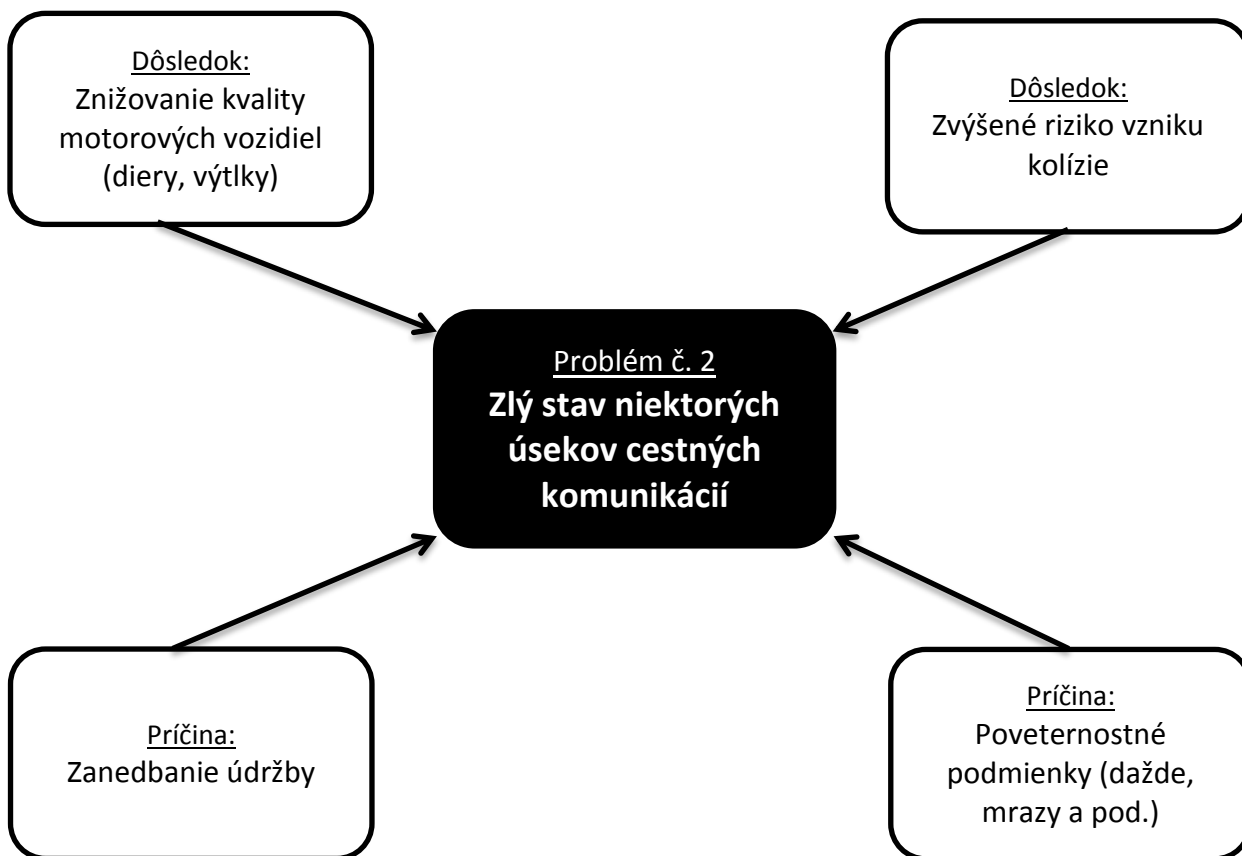 Dôsledok:
Znižovanie kvality
motorových vozidiel
(diery, výtlky)
Dôsledok:
Zvýšené riziko vzniku
kolízie
Problém č. 2
Zlý stav niektorých
úsekov cestných
komunikácií
Príčina:
Zanedbanie údržby
Príčina:
Poveternostné
podmienky (dažde,
mrazy a pod.)